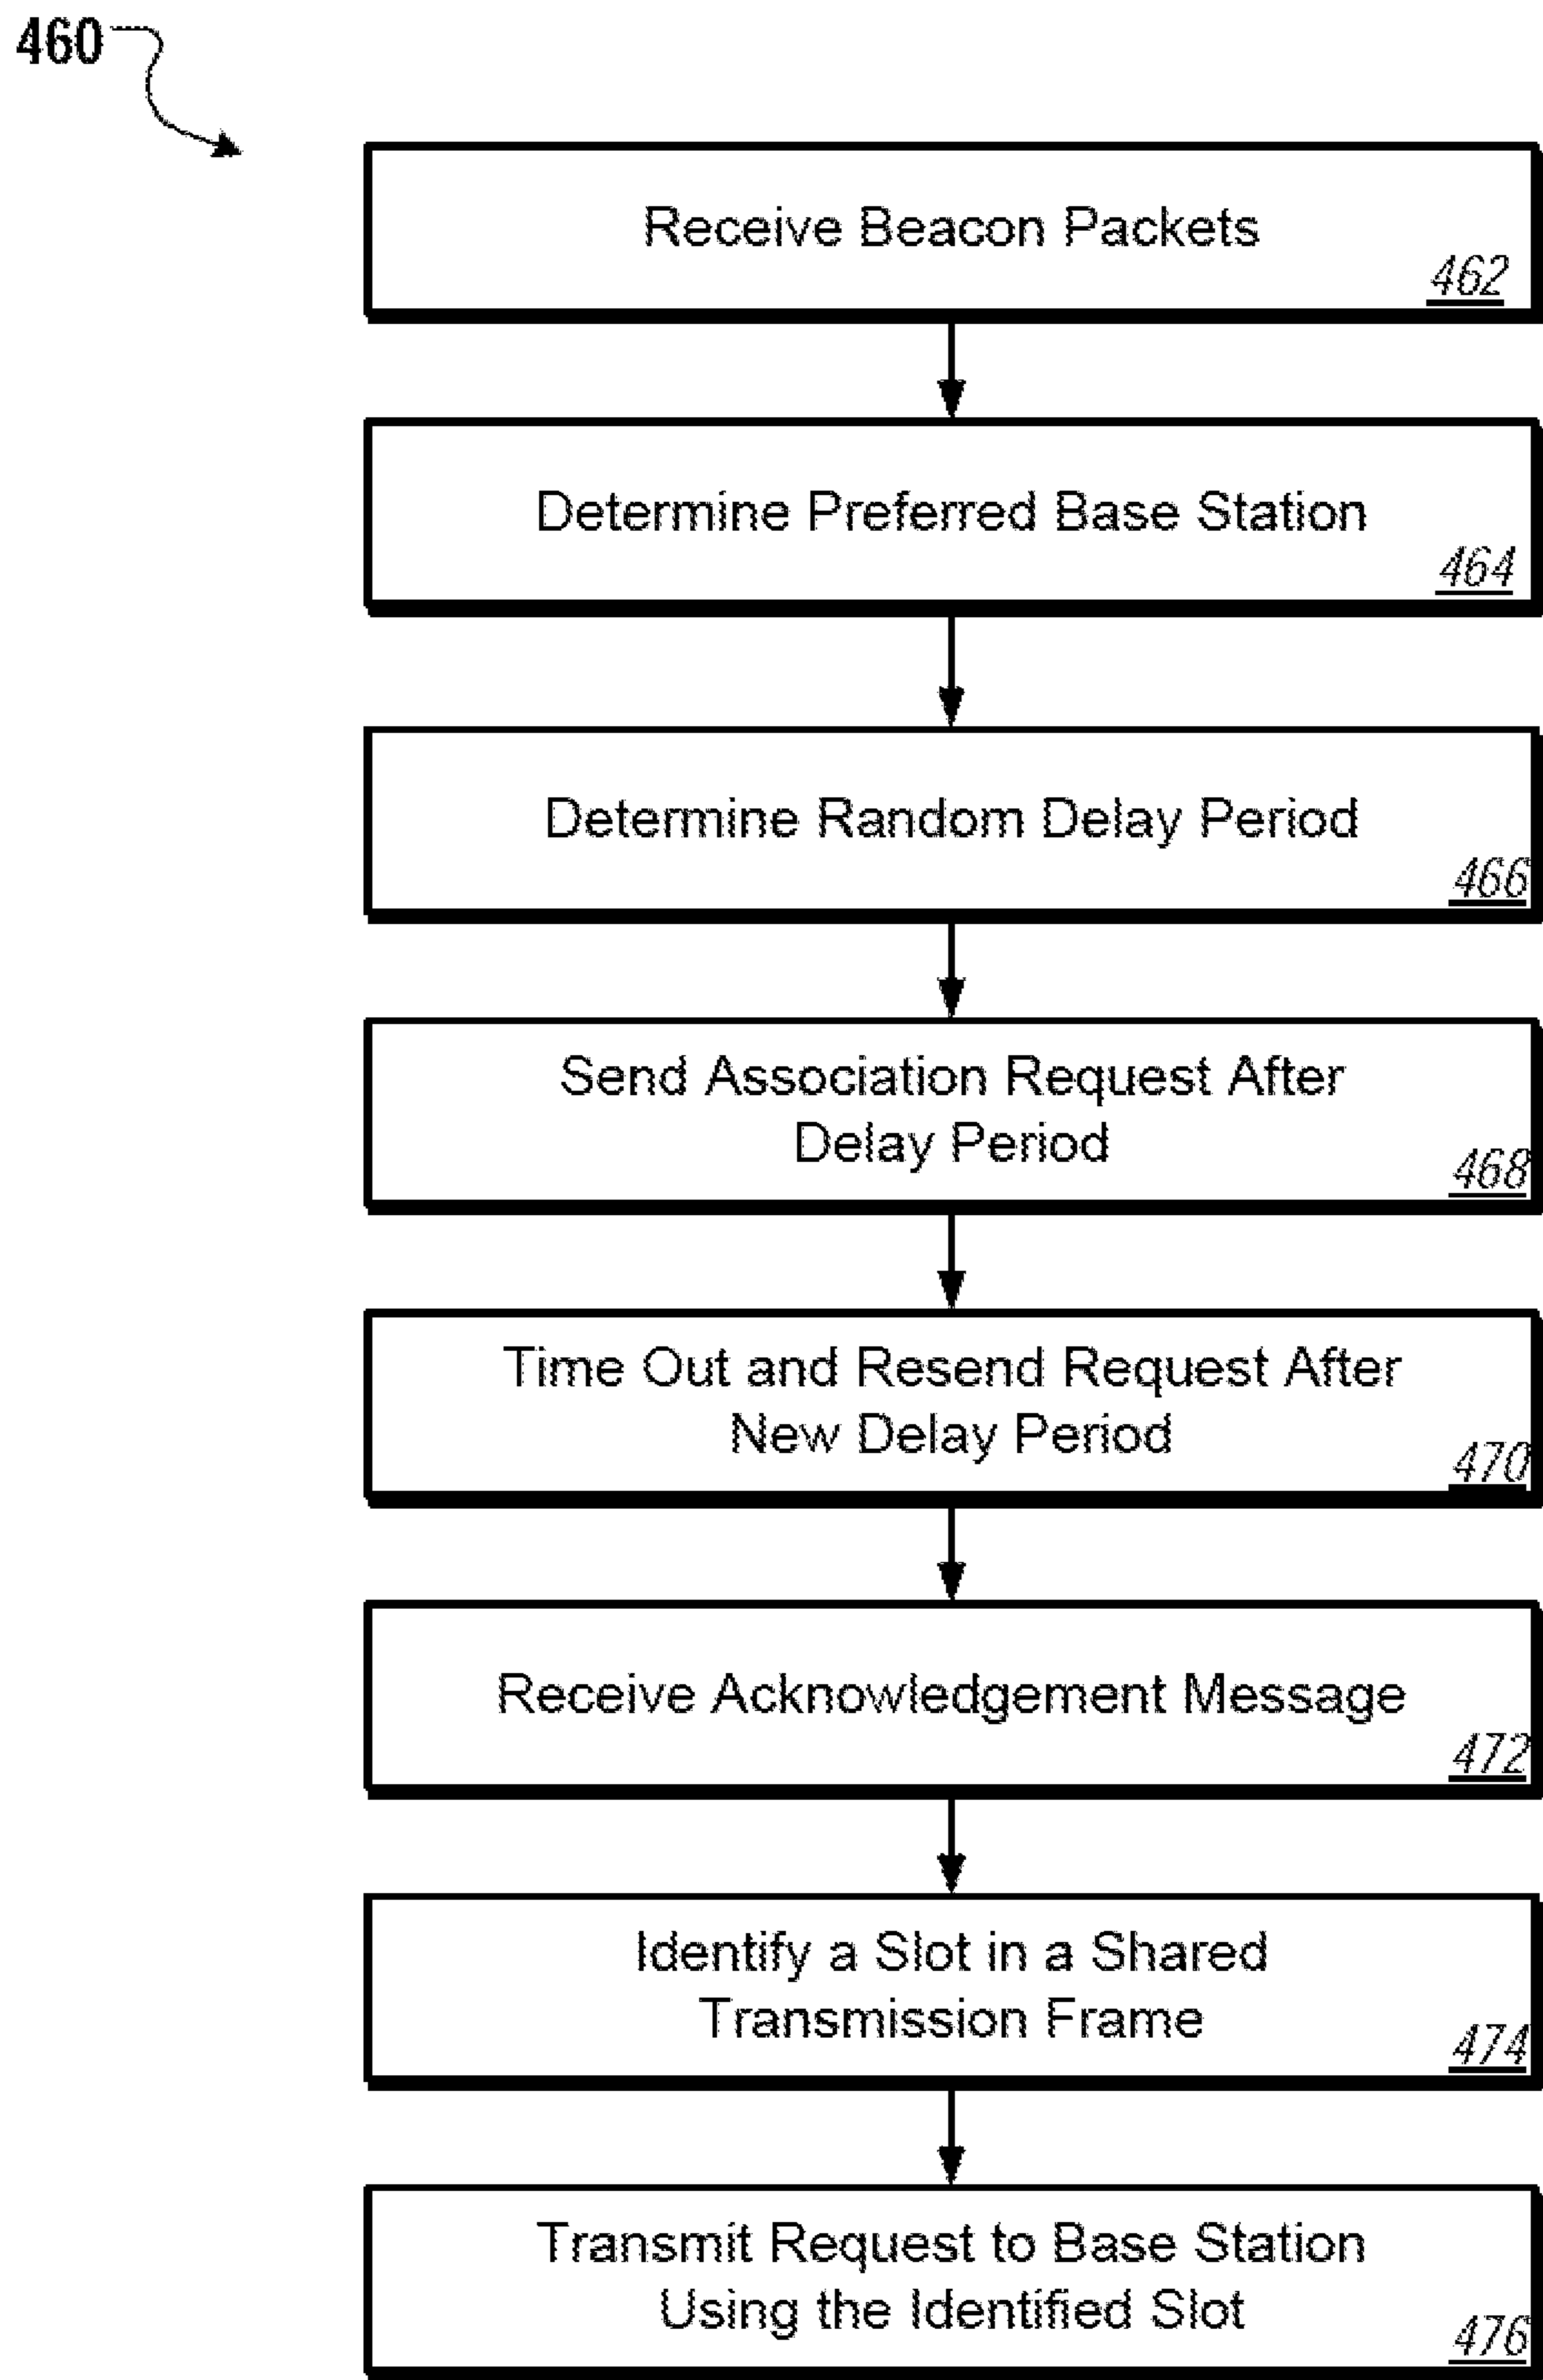 460
Receive Beacon Packets
462
Determine Preferred Base Station
464
Determine Random Delay Period
466
Send Association Request After
Delay Period
468
Time Out and Resend Request After
New Delay Period
470
Receive Acknowledgement Message
472
Identify a Slot in a Shared
Transmission Frame
474
Transmit Request to Base Station
Using the Identified Slot
476